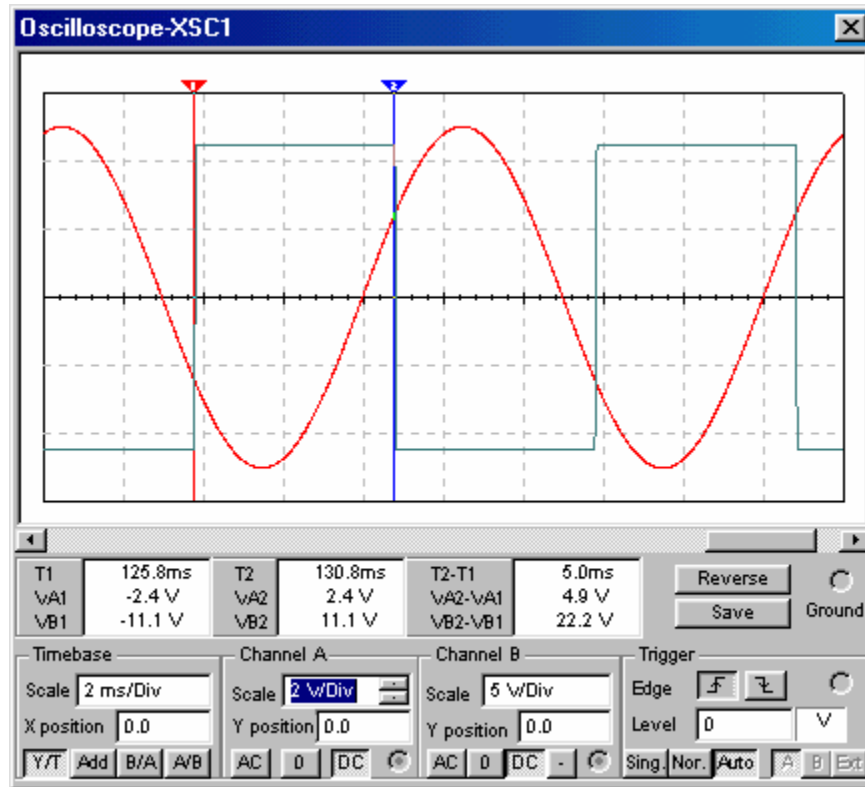 Oscilloscope-XSC1
1 2
T1 125.8ms T2 130.8ms T2-T1 5.0ms Reverse
VA1 -2.4 V VA2 2.4 V VA2-VA1 4.9 V
VB1 -11.1 V VB2 11.1 V VB2-VB1 22.2 V Save Ground
Timebase Channel A Channel B Trigger
Scale 2 ms/Div Scale 2 V/Div Scale 5 V/Div Edge
X position 0.0 Y position 0.0 Y position 0.0 Level 0 V
Y/T Add B/A A/B AC 0 DC AC 0 DC - Sing. Nor. Auto A B Ext